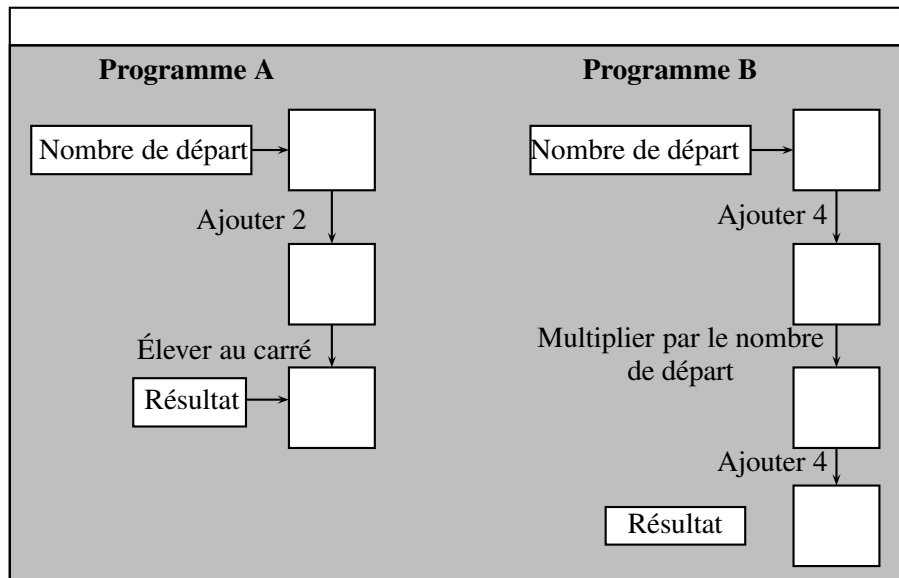 Programme A
Nombre de départ
Ajouter 2
Élever au carré
Résultat
Programme B
Nombre de départ
Ajouter 4
Multiplier par le nombre
de départ
Ajouter 4
Résultat